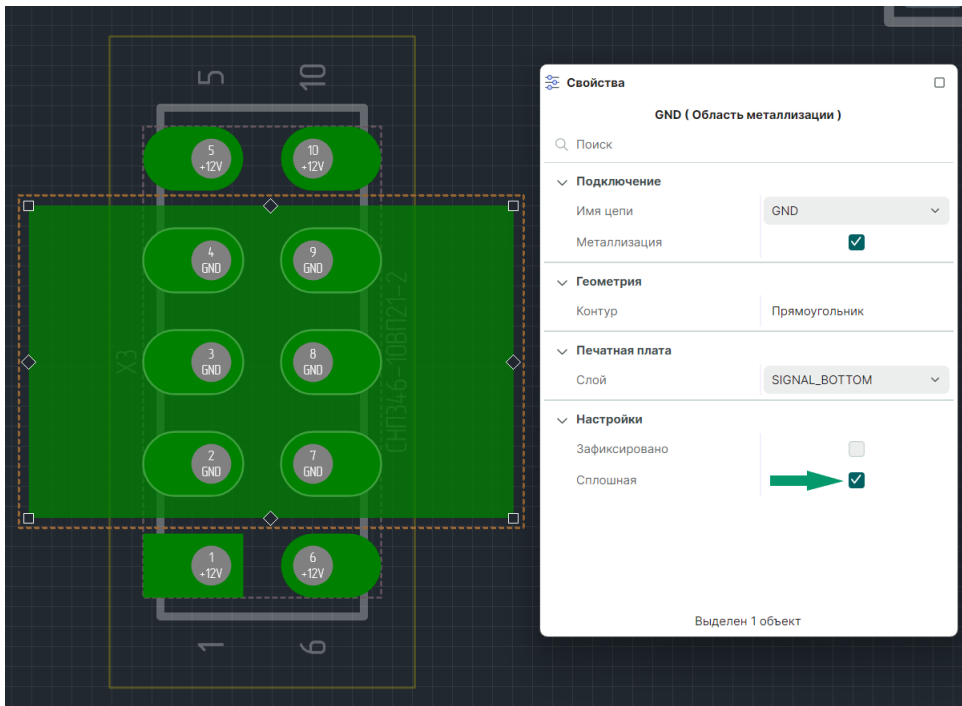 5
10
5
+12V
10
+12V
4
GND
9
GND
3
GND
8
GND
2
GND
7
GND
1
+12V
6
+12V
X3
СНП346-10ВП21-2
1
6
Свойства
GND ( Область металлизации )
Поиск
Подключение
Имя цепи GND
Металлизация
Геометрия
Контур Прямоугольник
Печатная плата
Слой SIGNAL_BOTTOM
Настройки
Зафиксировано
Сплошная
Выделен 1 объект